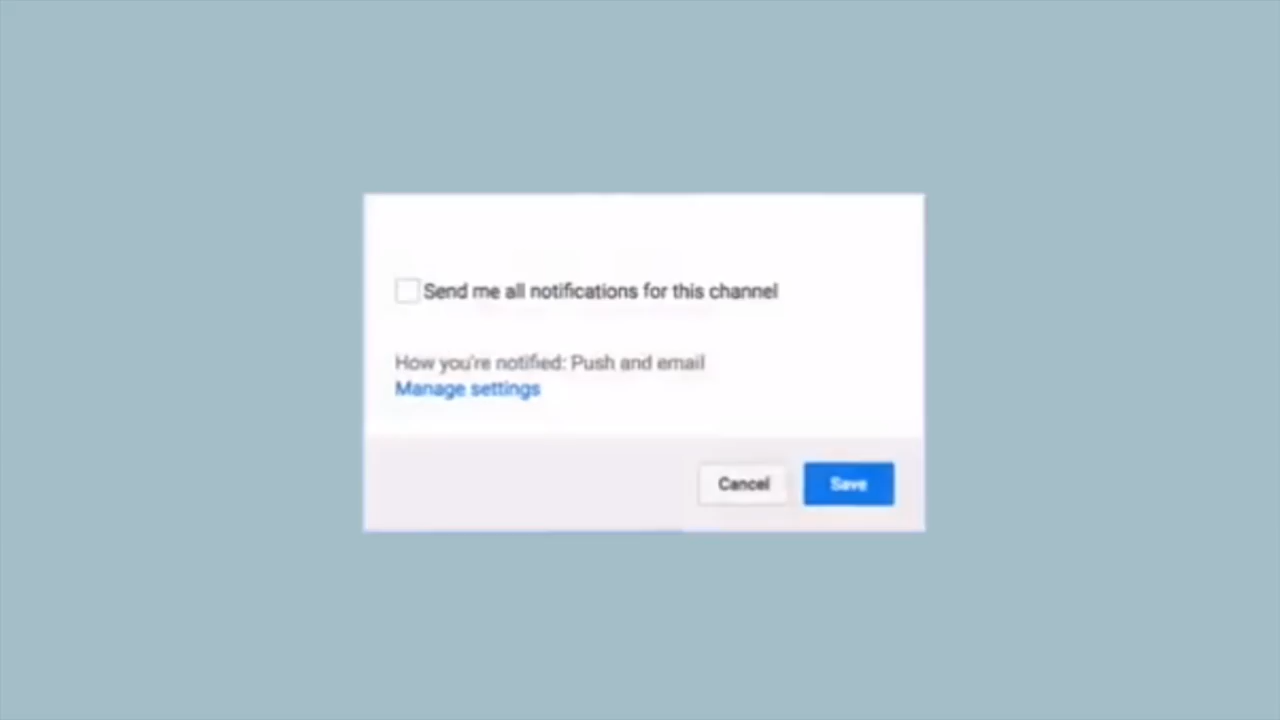 Send me all notifications for this channel
How you're notified: Push and email
Manage settings
Cancel
Save